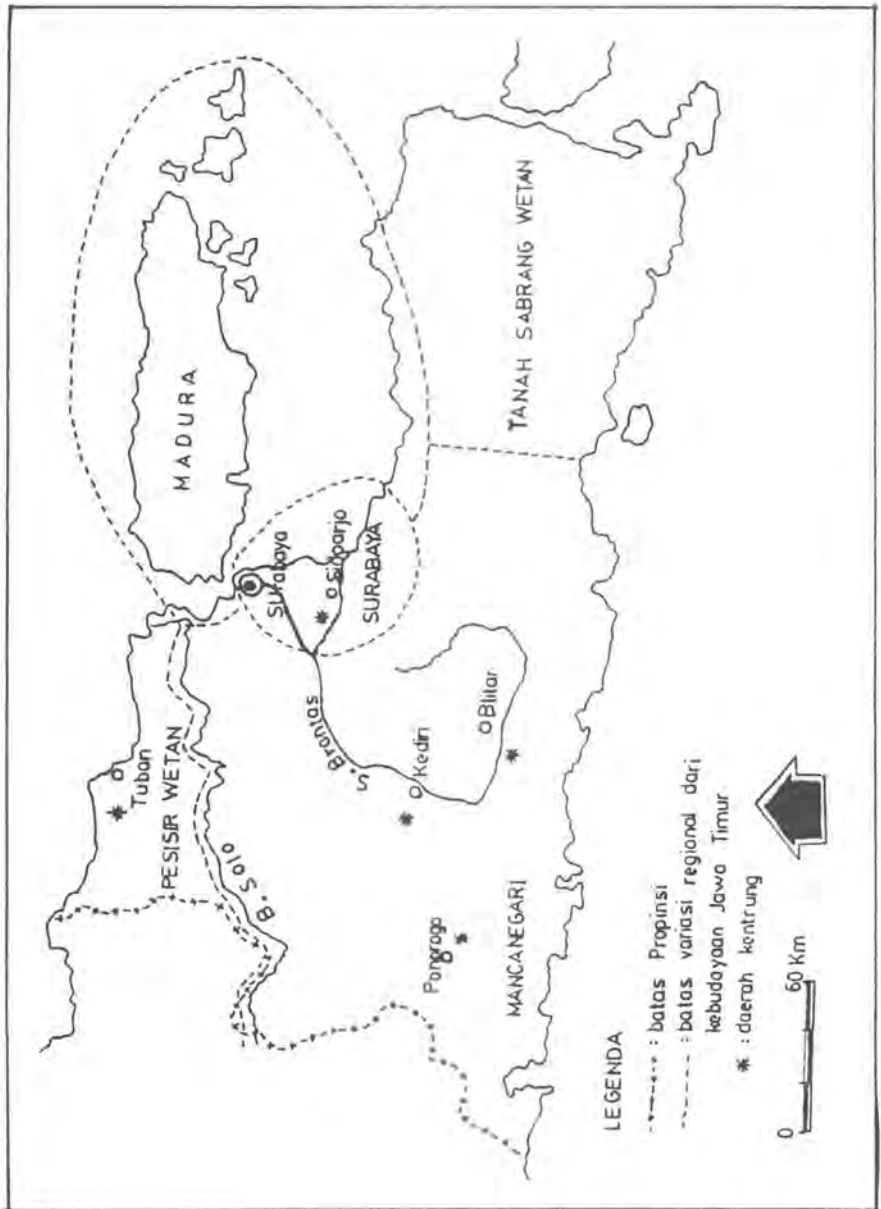 MADURA
Tuban
PESISIR WETAN
B. Solo
Surabaya
Sidoarjo
SURABAYA
S. Brantas
TANAH SABRANG WETAN
Kediri
Blitar
Ponorogo
MANCANEGARI
LEGENDA
: batas Propinsi
: batas variasi regional dari
kebudayaan Jawa Timur.
* : daerah kentrung
0 60 Km